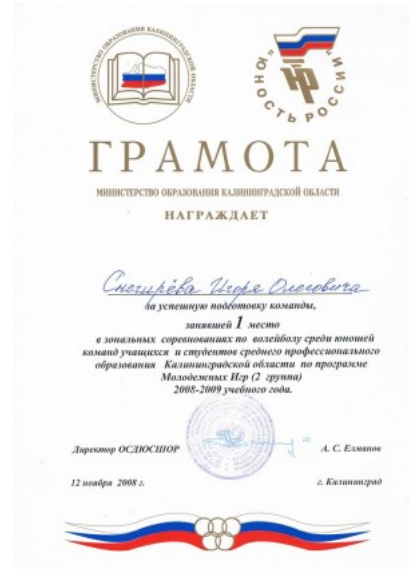 МИНИСТЕРСТВО ОБРАЗОВАНИЯ КАЛИНИНГРАДСКОЙ ОБЛАСТИ
"ЮНОСТЬ РОССИИ"
ГРАМОТА
МИНИСТЕРСТВО ОБРАЗОВАНИЯ КАЛИНИНГРАДСКОЙ ОБЛАСТИ
НАГРАЖДАЕТ
Снегирёва Игоря Олеговича
за успешную подготовку команды,
занявшей 1 место
в зональных соревнованиях по волейболу среди юношей
команд учащихся и студентов среднего профессионального
образования Калининградской области по программе
Молодежных Игр (2 группа)
2008-2009 учебного года.
Директор ОСДЮСШОР А. С. Елманов
12 ноября 2008 г. г. Калининград